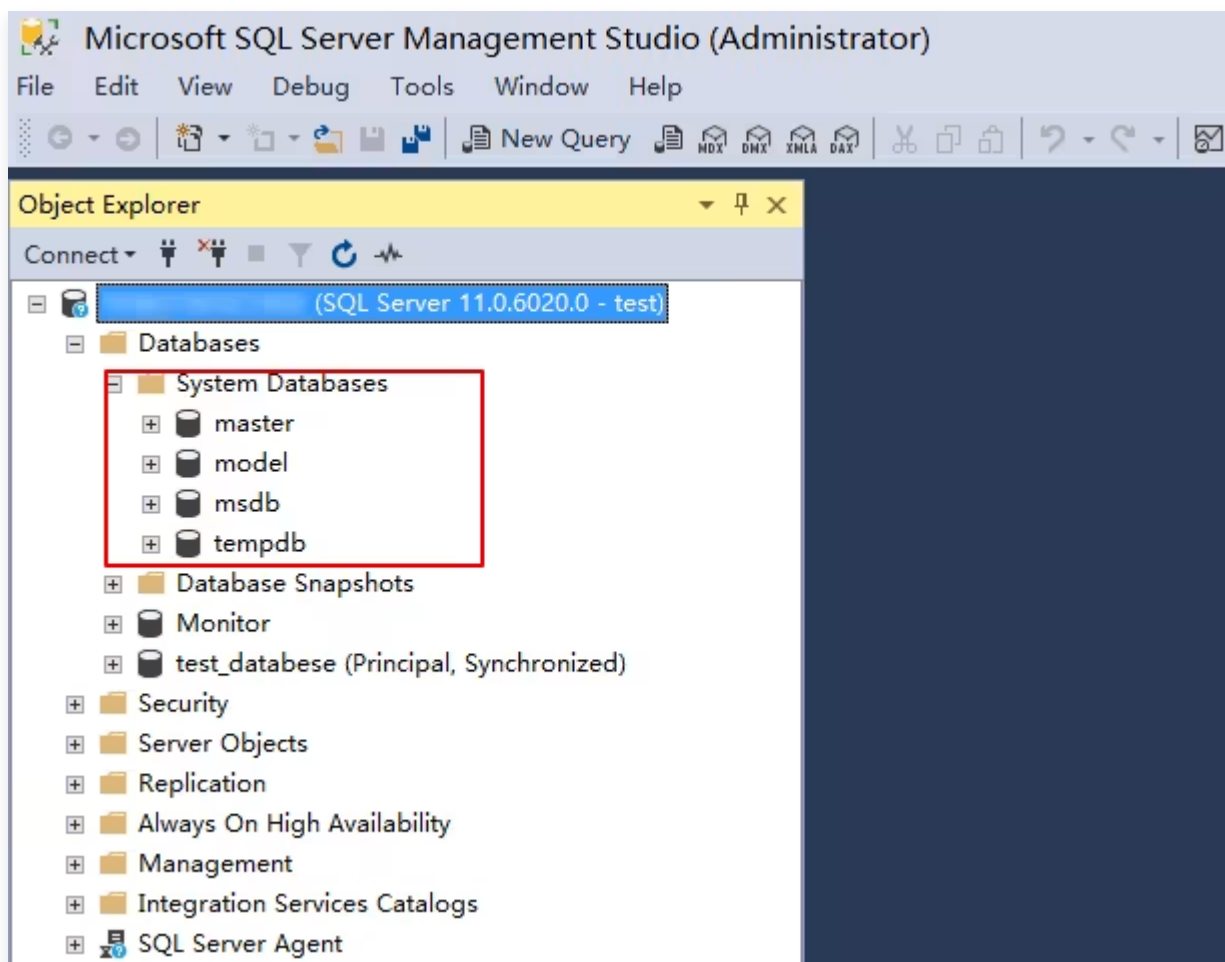 Microsoft SQL Server Management Studio (Administrator)
File Edit View Debug Tools Window Help
New Query MDX DMX XMLA DAX
Object Explorer
Connect
(SQL Server 11.0.6020.0 - test)
Databases
System Databases
master
model
msdb
tempdb
Database Snapshots
Monitor
test_databese (Principal, Synchronized)
Security
Server Objects
Replication
Always On High Availability
Management
Integration Services Catalogs
SQL Server Agent